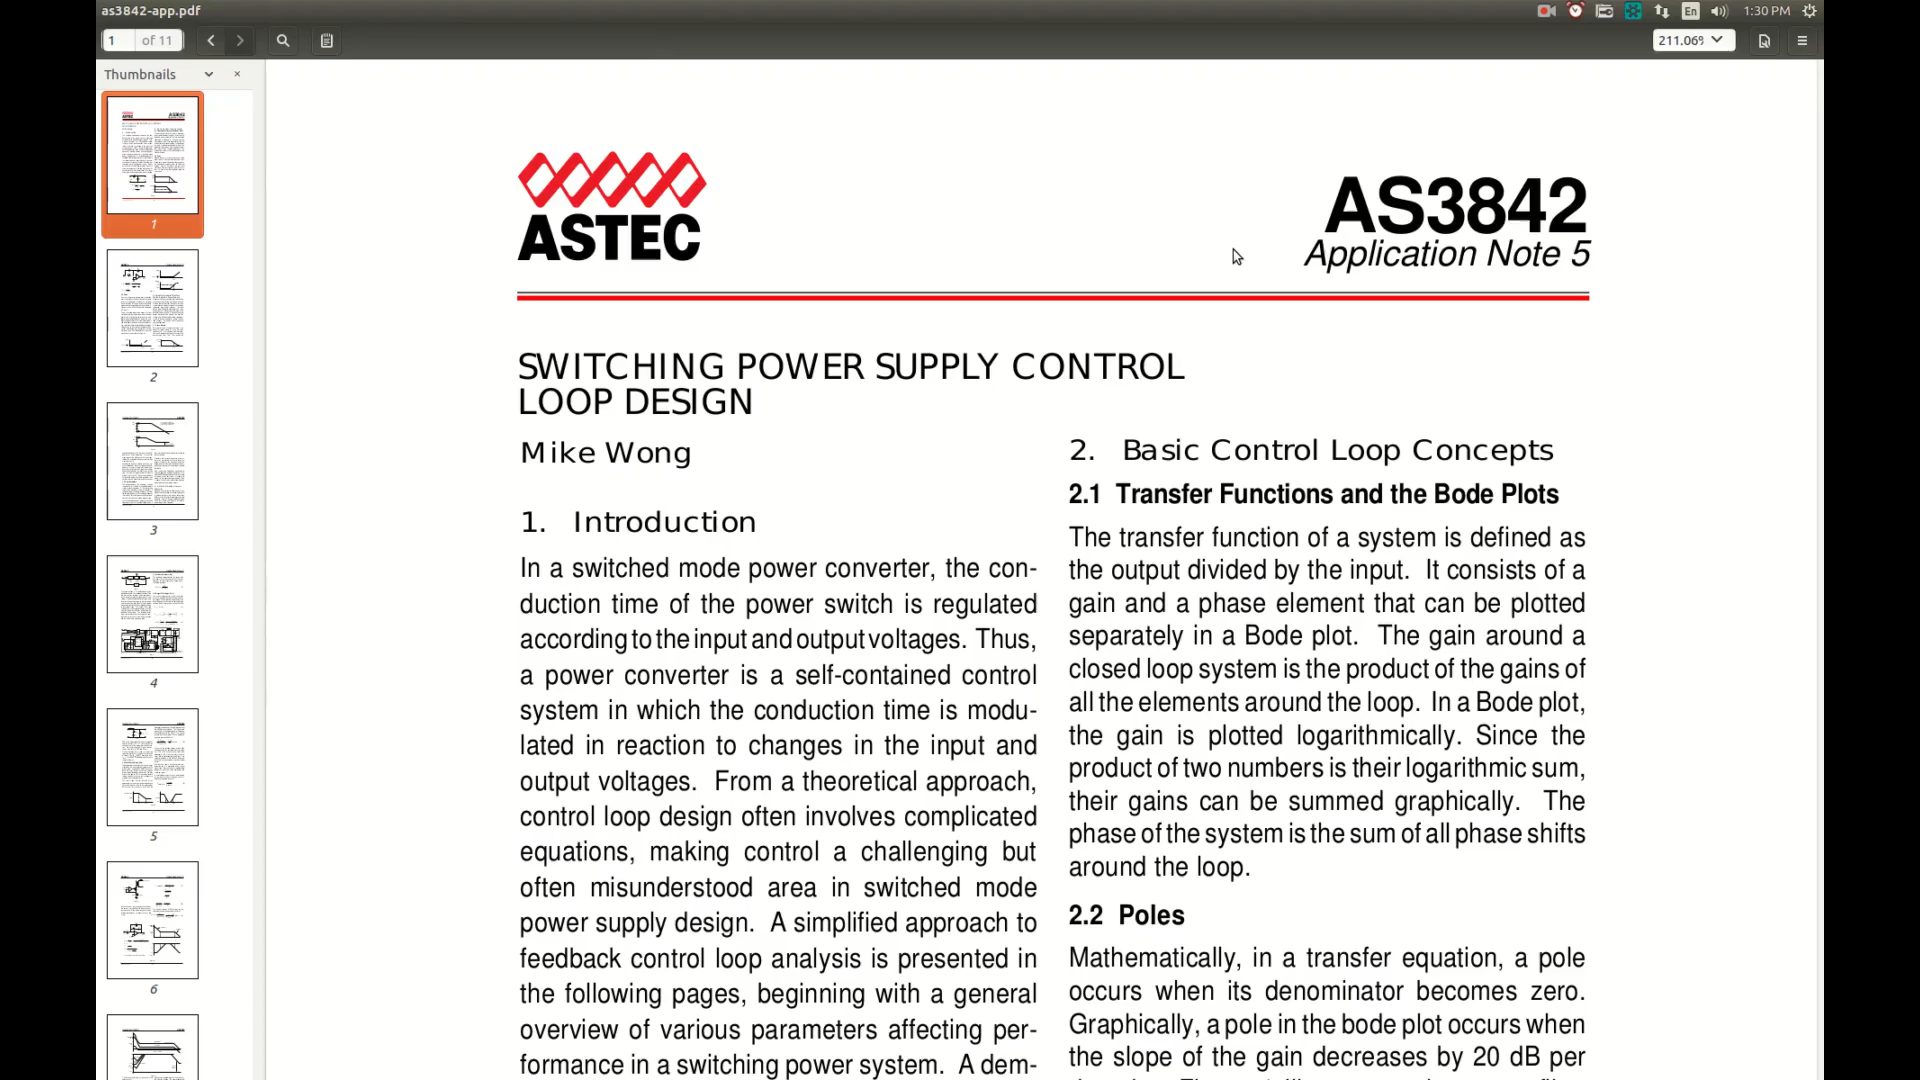 as3842-app.pdf
En
1:30 PM
1
of 11
211.06%
Thumbnails
1
2
3
4
5
6
ASTEC
AS3842
Application Note 5
SWITCHING POWER SUPPLY CONTROL
LOOP DESIGN
Mike Wong
1. Introduction
In a switched mode power converter, the con-
duction time of the power switch is regulated
according to the input and output voltages. Thus,
a power converter is a self-contained control
system in which the conduction time is modu-
lated in reaction to changes in the input and
output voltages. From a theoretical approach,
control loop design often involves complicated
equations, making control a challenging but
often misunderstood area in switched mode
power supply design. A simplified approach to
feedback control loop analysis is presented in
the following pages, beginning with a general
overview of various parameters affecting per-
formance in a switching power system. A dem-
2. Basic Control Loop Concepts
2.1 Transfer Functions and the Bode Plots
The transfer function of a system is defined as
the output divided by the input. It consists of a
gain and a phase element that can be plotted
separately in a Bode plot. The gain around a
closed loop system is the product of the gains of
all the elements around the loop. In a Bode plot,
the gain is plotted logarithmically. Since the
product of two numbers is their logarithmic sum,
their gains can be summed graphically. The
phase of the system is the sum of all phase shifts
around the loop.
2.2 Poles
Mathematically, in a transfer equation, a pole
occurs when its denominator becomes zero.
Graphically, a pole in the bode plot occurs when
the slope of the gain decreases by 20 dB per